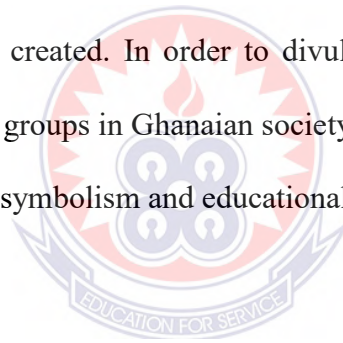 created. In order to divul
groups in Ghanaian society
symbolism and educational
EDUCATION FOR SERVICE